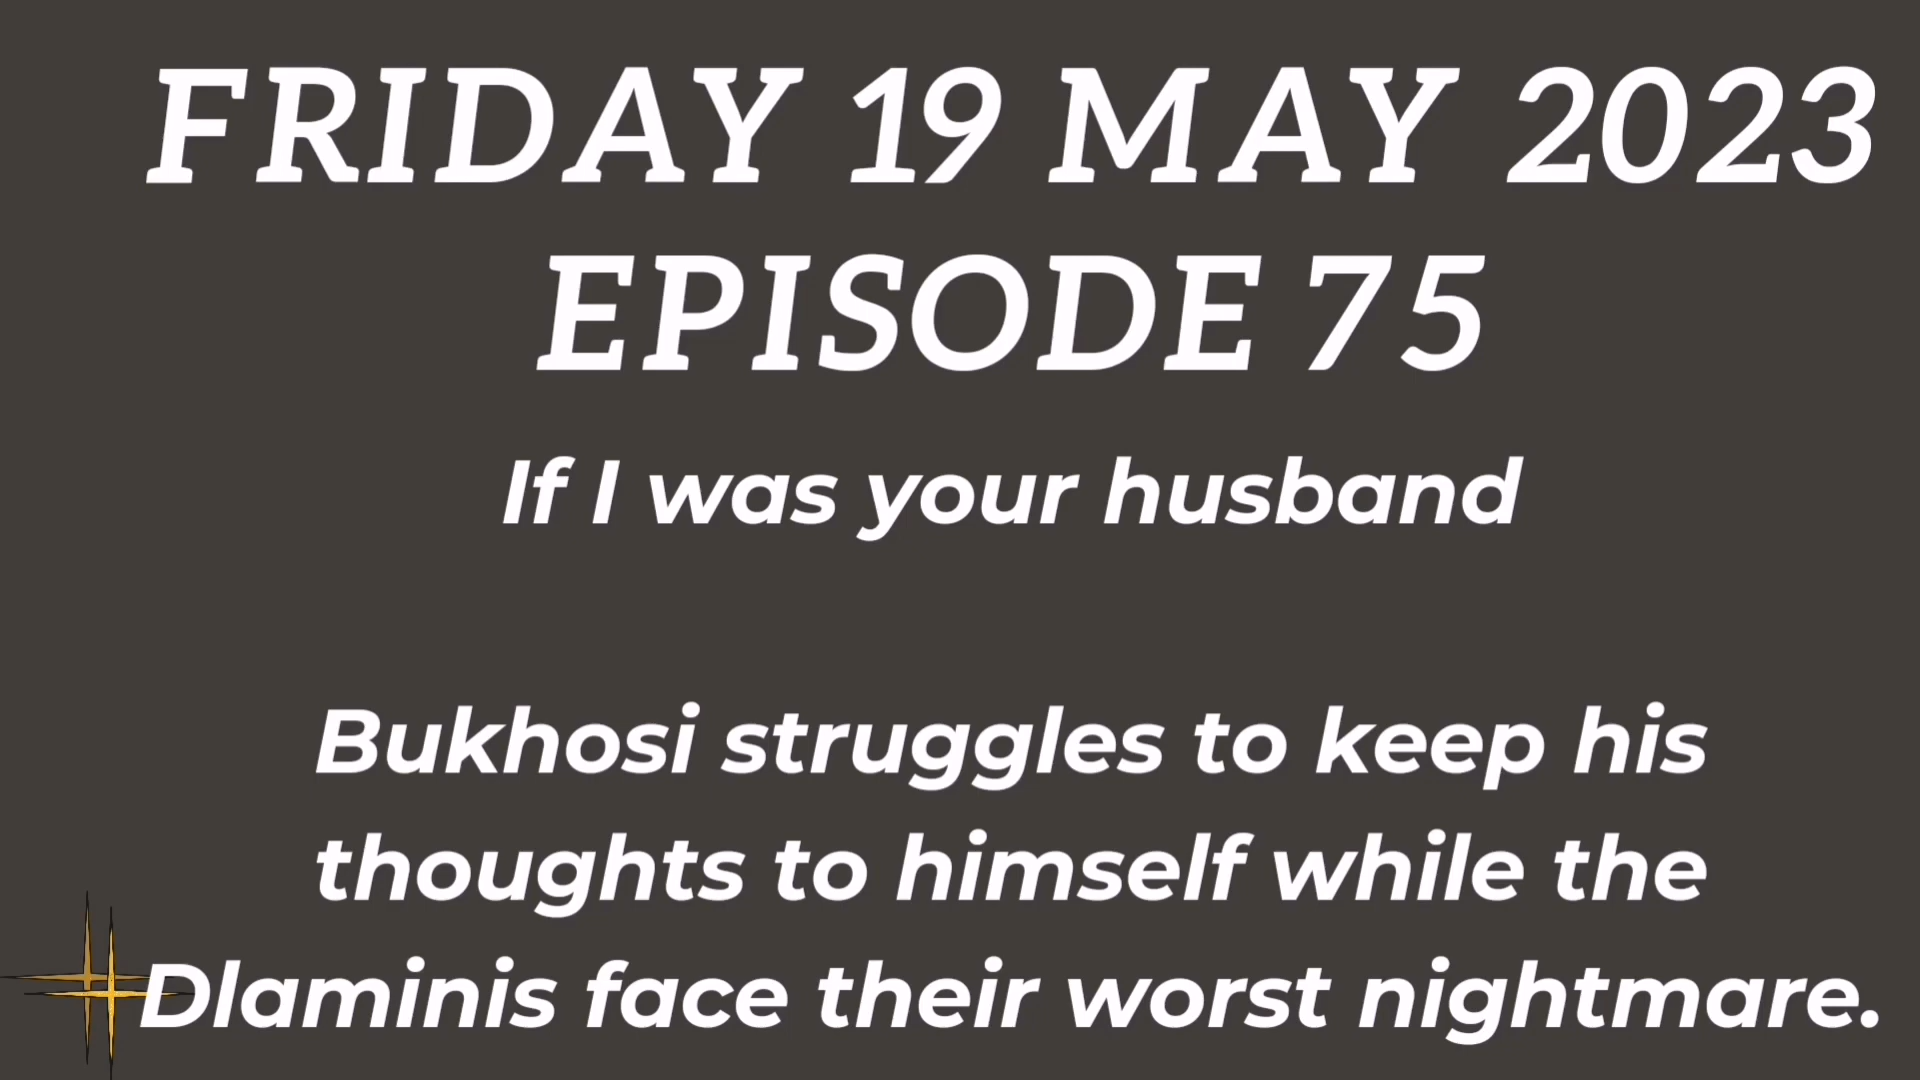 FRIDAY 19 MAY 2023
EPISODE 75
If I was your husband
Bukhosi struggles to keep his
thoughts to himself while the
Dlaminis face their worst nightmare.